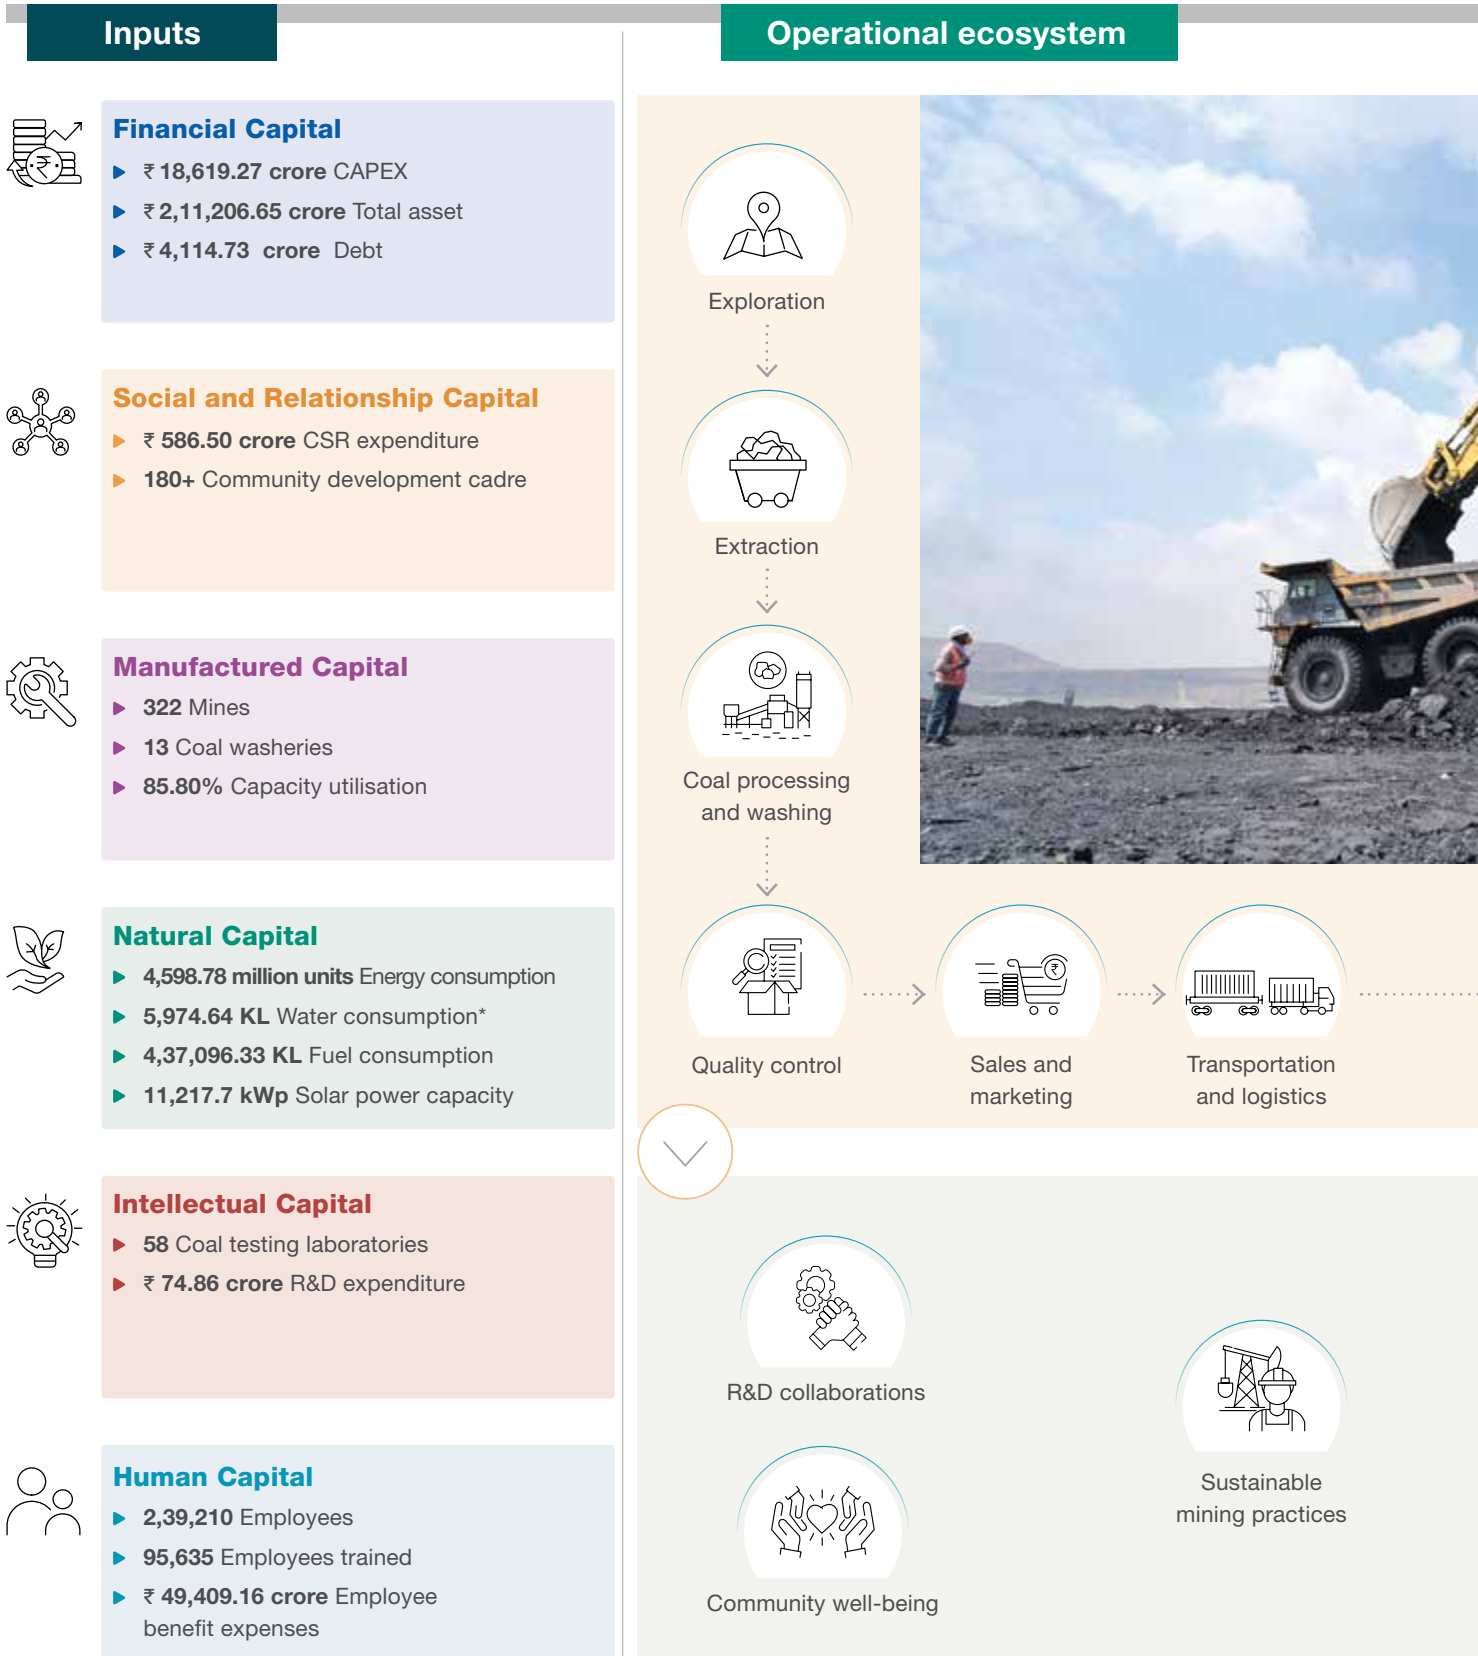 Inputs
Financial Capital
₹ 18,619.27 crore CAPEX
₹ 2,11,206.65 crore Total asset
₹ 4,114.73 crore Debt
Social and Relationship Capital
₹ 586.50 crore CSR expenditure
180+ Community development cadre
Manufactured Capital
322 Mines
13 Coal washeries
85.80% Capacity utilisation
Natural Capital
4,598.78 million units Energy consumption
5,974.64 KL Water consumption*
4,37,096.33 KL Fuel consumption
11,217.7 kWp Solar power capacity
Intellectual Capital
58 Coal testing laboratories
₹ 74.86 crore R&D expenditure
Human Capital
2,39,210 Employees
95,635 Employees trained
₹ 49,409.16 crore Employee
benefit expenses
Operational ecosystem
Exploration
Extraction
Coal processing
and washing
Quality control
Sales and
marketing
Transportation
and logistics
R&D collaborations
Community well-being
Sustainable
mining practices